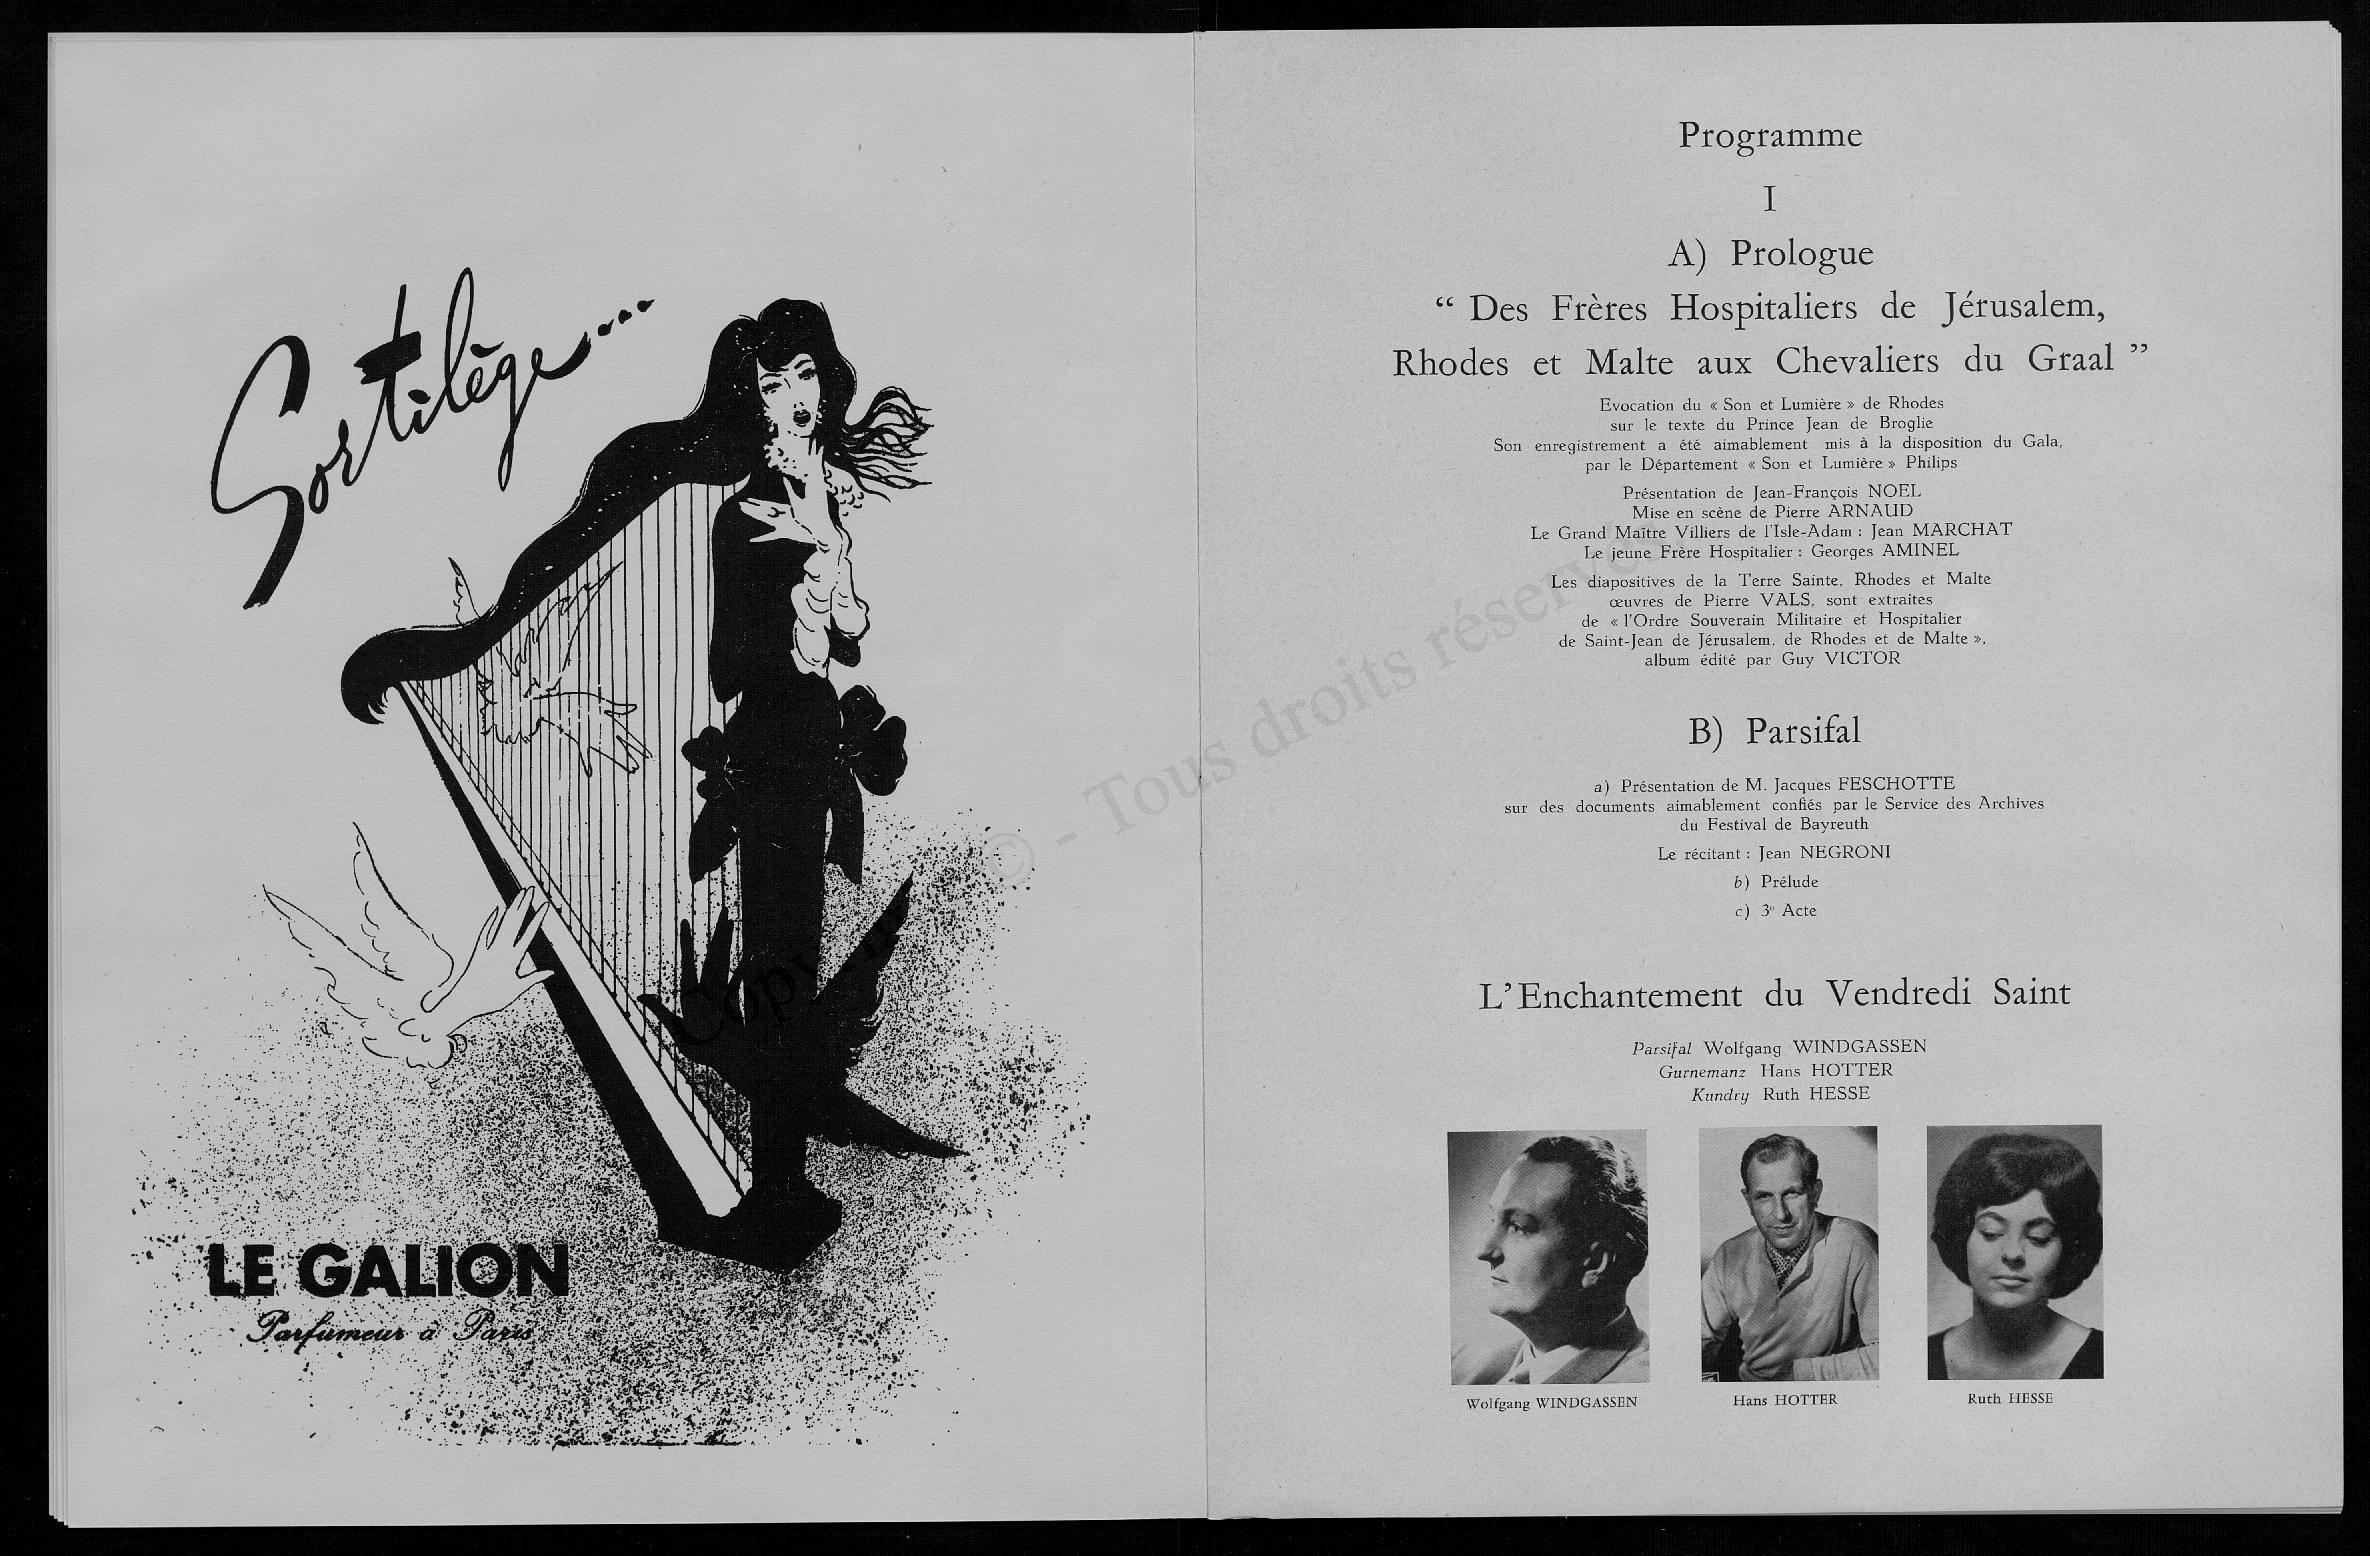 Sortilège....
LE GALION
Parfumeur à Paris
Copyright © - Tous droits réservés
Programme
I
A) Prologue
“ Des Frères Hospitaliers de Jérusalem,
Rhodes et Malte aux Chevaliers du Graal ”
Evocation du « Son et Lumière » de Rhodes
sur le texte du Prince Jean de Broglie
Son enregistrement a été aimablement mis à la disposition du Gala,
par le Département « Son et Lumière » Philips
Présentation de Jean-François NOEL
Mise en scène de Pierre ARNAUD
Le Grand Maître Villiers de l'Isle-Adam : Jean MARCHAT
Le jeune Frère Hospitalier : Georges AMINEL
Les diapositives de la Terre Sainte, Rhodes et Malte
œuvres de Pierre VALS, sont extraites
de « l'Ordre Souverain Militaire et Hospitalier
de Saint-Jean de Jérusalem, de Rhodes et de Malte »,
album édité par Guy VICTOR
B) Parsifal
a) Présentation de M. Jacques FESCHOTTE
sur des documents aimablement confiés par le Service des Archives
du Festival de Bayreuth
Le récitant : Jean NEGRONI
b) Prélude
c) 3e Acte
L'Enchantement du Vendredi Saint
Parsifal Wolfgang WINDGASSEN
Gurnemanz Hans HOTTER
Kundry Ruth HESSE
Wolfgang WINDGASSEN
Hans HOTTER
Ruth HESSE